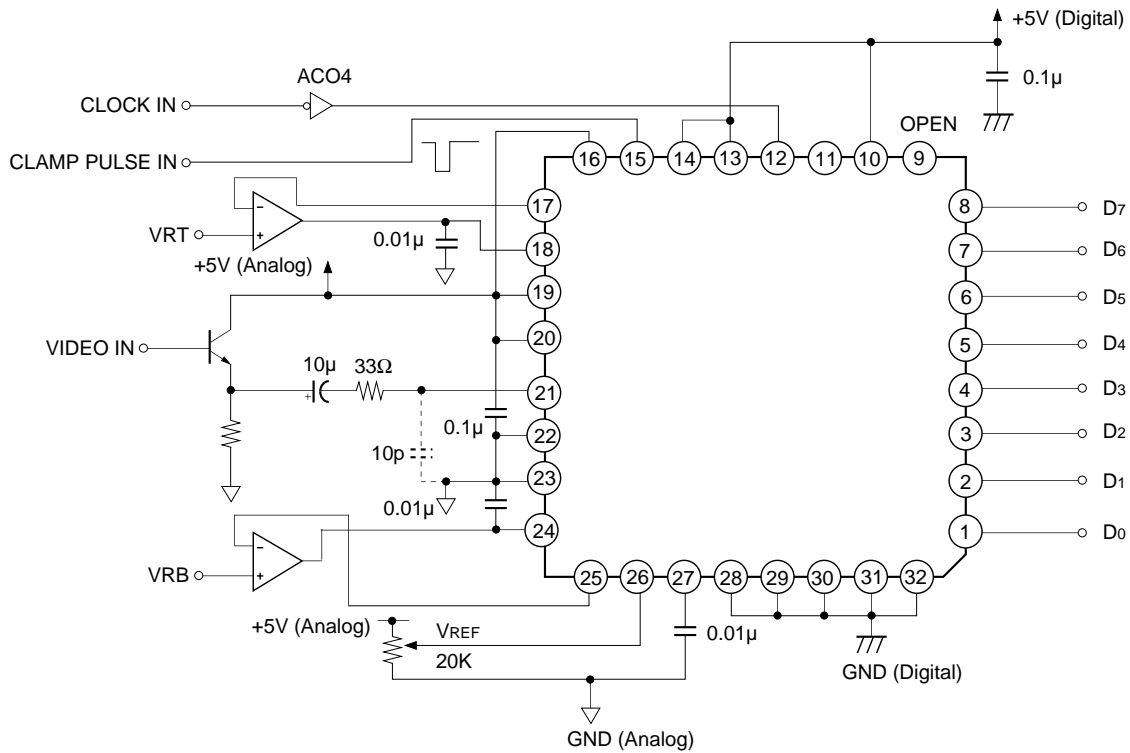 +5V (Digital)
ACO4
0.1µ
CLOCK IN
OPEN
CLAMP PULSE IN
16 15 14 13 12 11 10 9
17
8 D7
VRT
0.01µ
18
7 D6
+5V (Analog)
19
6 D5
20
5 D4
VIDEO IN
10µ 33Ω
21
4 D3
0.1µ
22
3 D2
10p
23
2 D1
0.01µ
24
1 D0
VRB
25 26 27 28 29 30 31 32
+5V (Analog)
VREF
0.01µ
20K
GND (Digital)
GND (Analog)
- +
- +
+